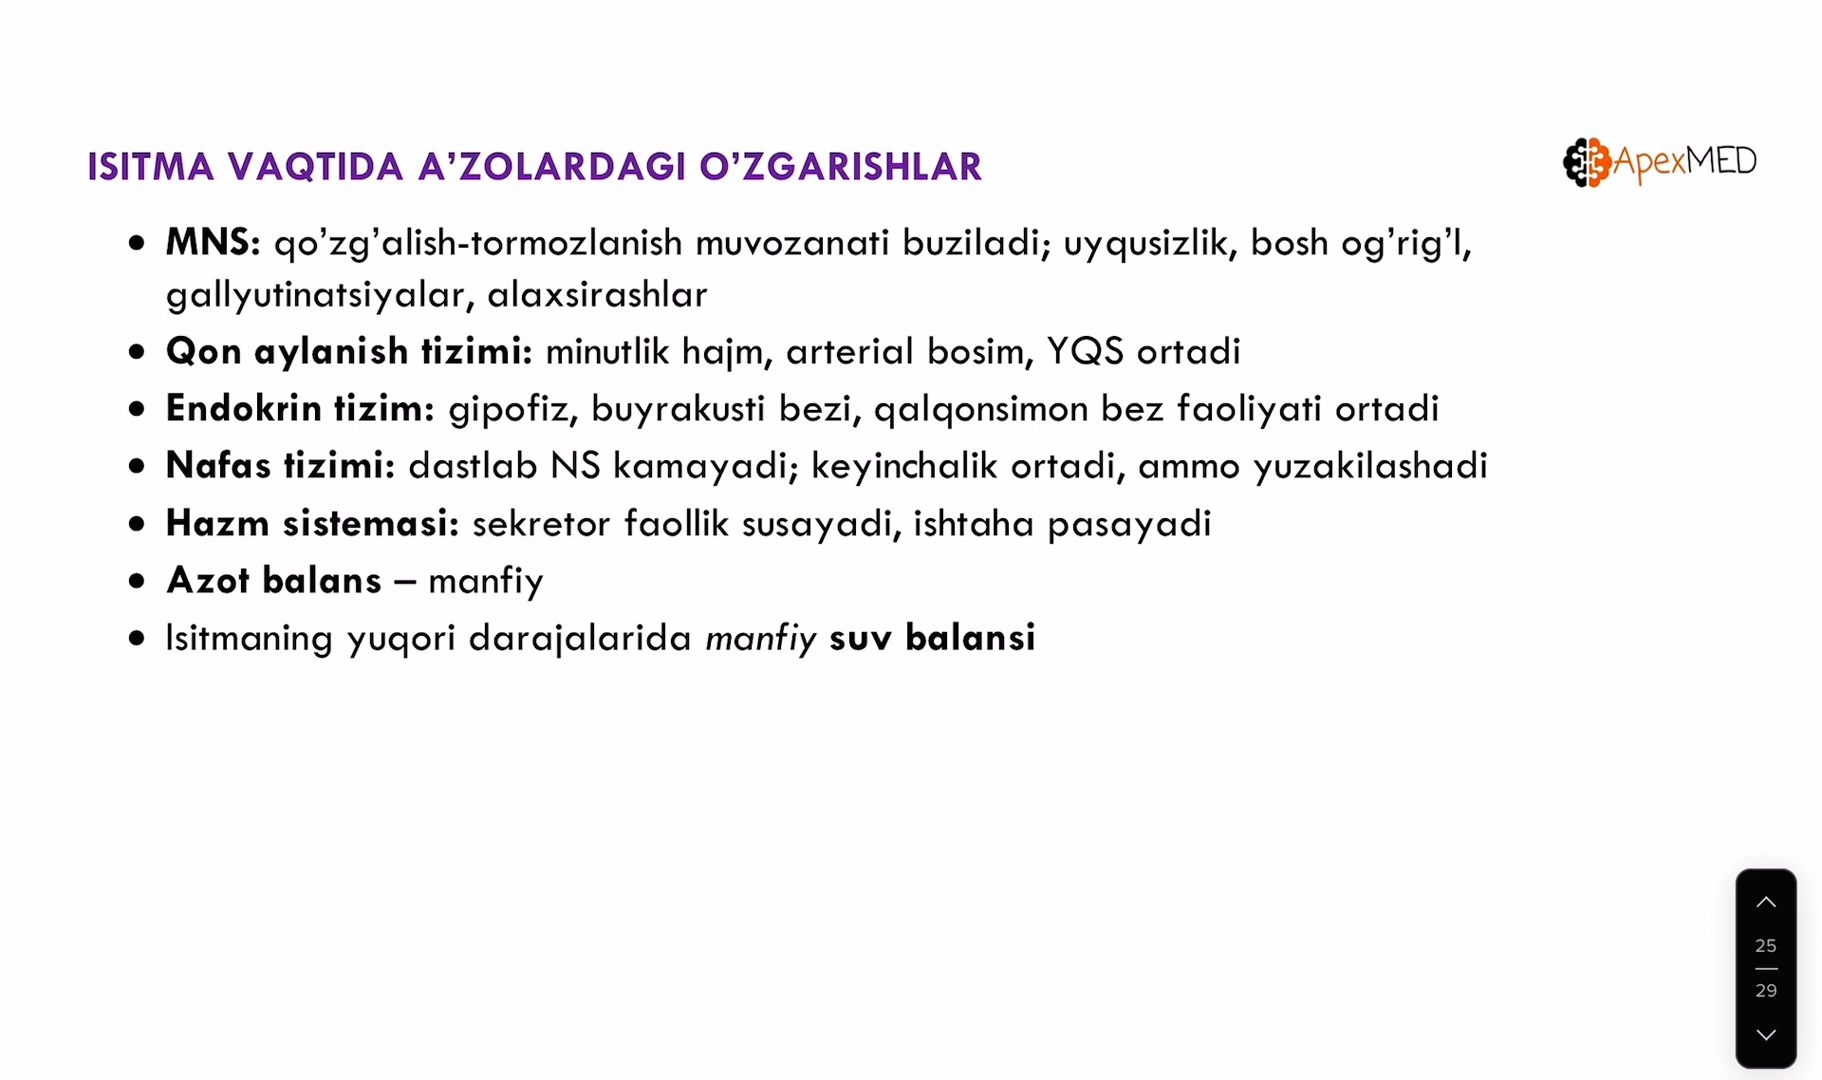 ISITMA VAQTIDA A’ZOLARDAGI O’ZGARISHLAR
ApexMED
• MNS: qo’zg’alish-tormozlanish muvozanati buziladi; uyqusizlik, bosh og’rig’I,
gallyutinatsiyalar, alaxsirashlar
• Qon aylanish tizimi: minutlik hajm, arterial bosim, YQS ortadi
• Endokrin tizim: gipofiz, buyrakusti bezi, qalqonsimon bez faoliyati ortadi
• Nafas tizimi: dastlab NS kamayadi; keyinchalik ortadi, ammo yuzakilashadi
• Hazm sistemasi: sekretor faollik susayadi, ishtaha pasayadi
• Azot balans – manfiy
• Isitmaning yuqori darajalarida manfiy suv balansi
25
29